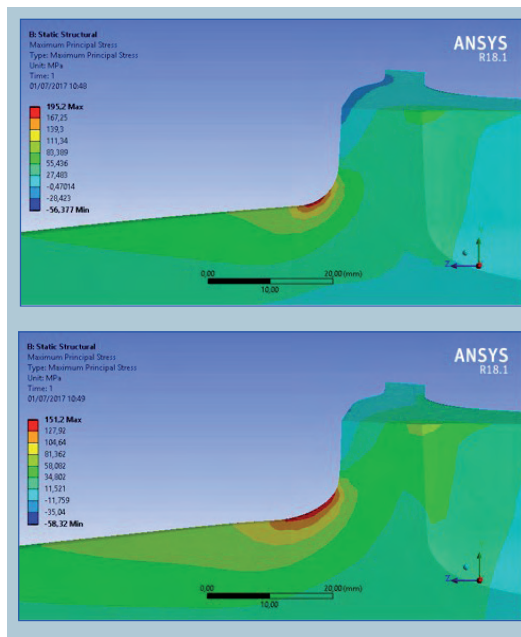 B: Static Structural
Maximum Principal Stress
Type: Maximum Principal Stress
Unit: MPa
Time: 1
01/07/2017 10:48
195,2 Max
167,25
139,3
111,34
83,389
55,436
27,483
-0,47014
-28,423
-56,377 Min
ANSYS
R18.1
0,00
20,00 (mm)
10,00
Z
B: Static Structural
Maximum Principal Stress
Type: Maximum Principal Stress
Unit: MPa
Time: 1
01/07/2017 10:49
151,2 Max
127,92
104,64
81,362
58,082
34,802
11,521
-11,759
-35,04
-58,32 Min
ANSYS
R18.1
0,00
20,00 (mm)
10,00
Z